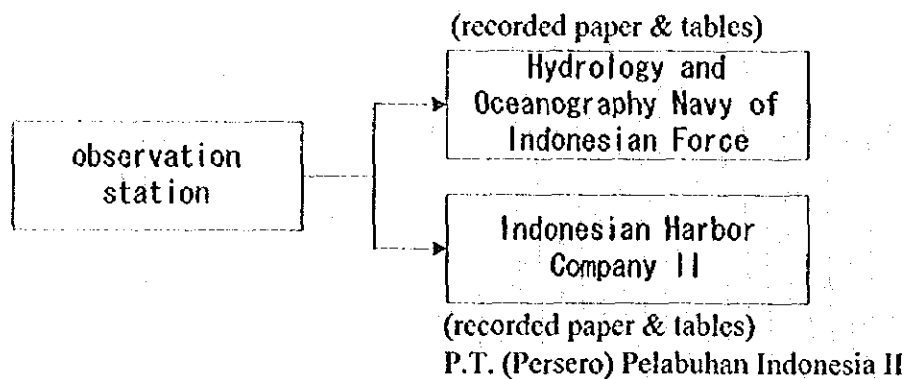 (recorded paper & tables)
Hydrology and
Oceanography Navy of
Indonesian Force
observation
station
Indonesian Harbor
Company II
(recorded paper & tables)
P.T. (Persero) Pelabuhan Indonesia II